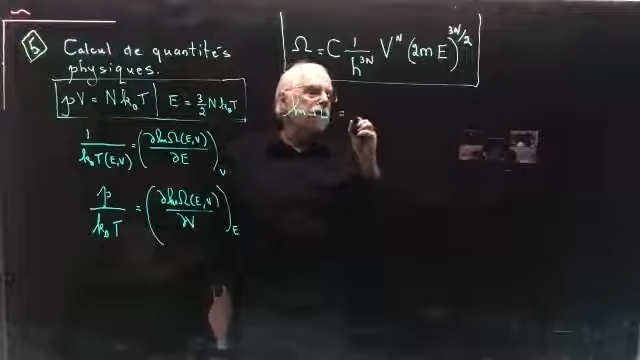 5 Calcul de quantités
physiques.
pV = N k_B T   E = 3/2 N k_B T
1/(k_B T(E,V)) = (∂ ln Ω(E,V)/∂E)_V
p/(k_B T) = (∂ ln Ω(E,V)/∂V)_E
Ω = C 1/h^{3N} V^N (2mE)^{3N/2}
ln Ω =